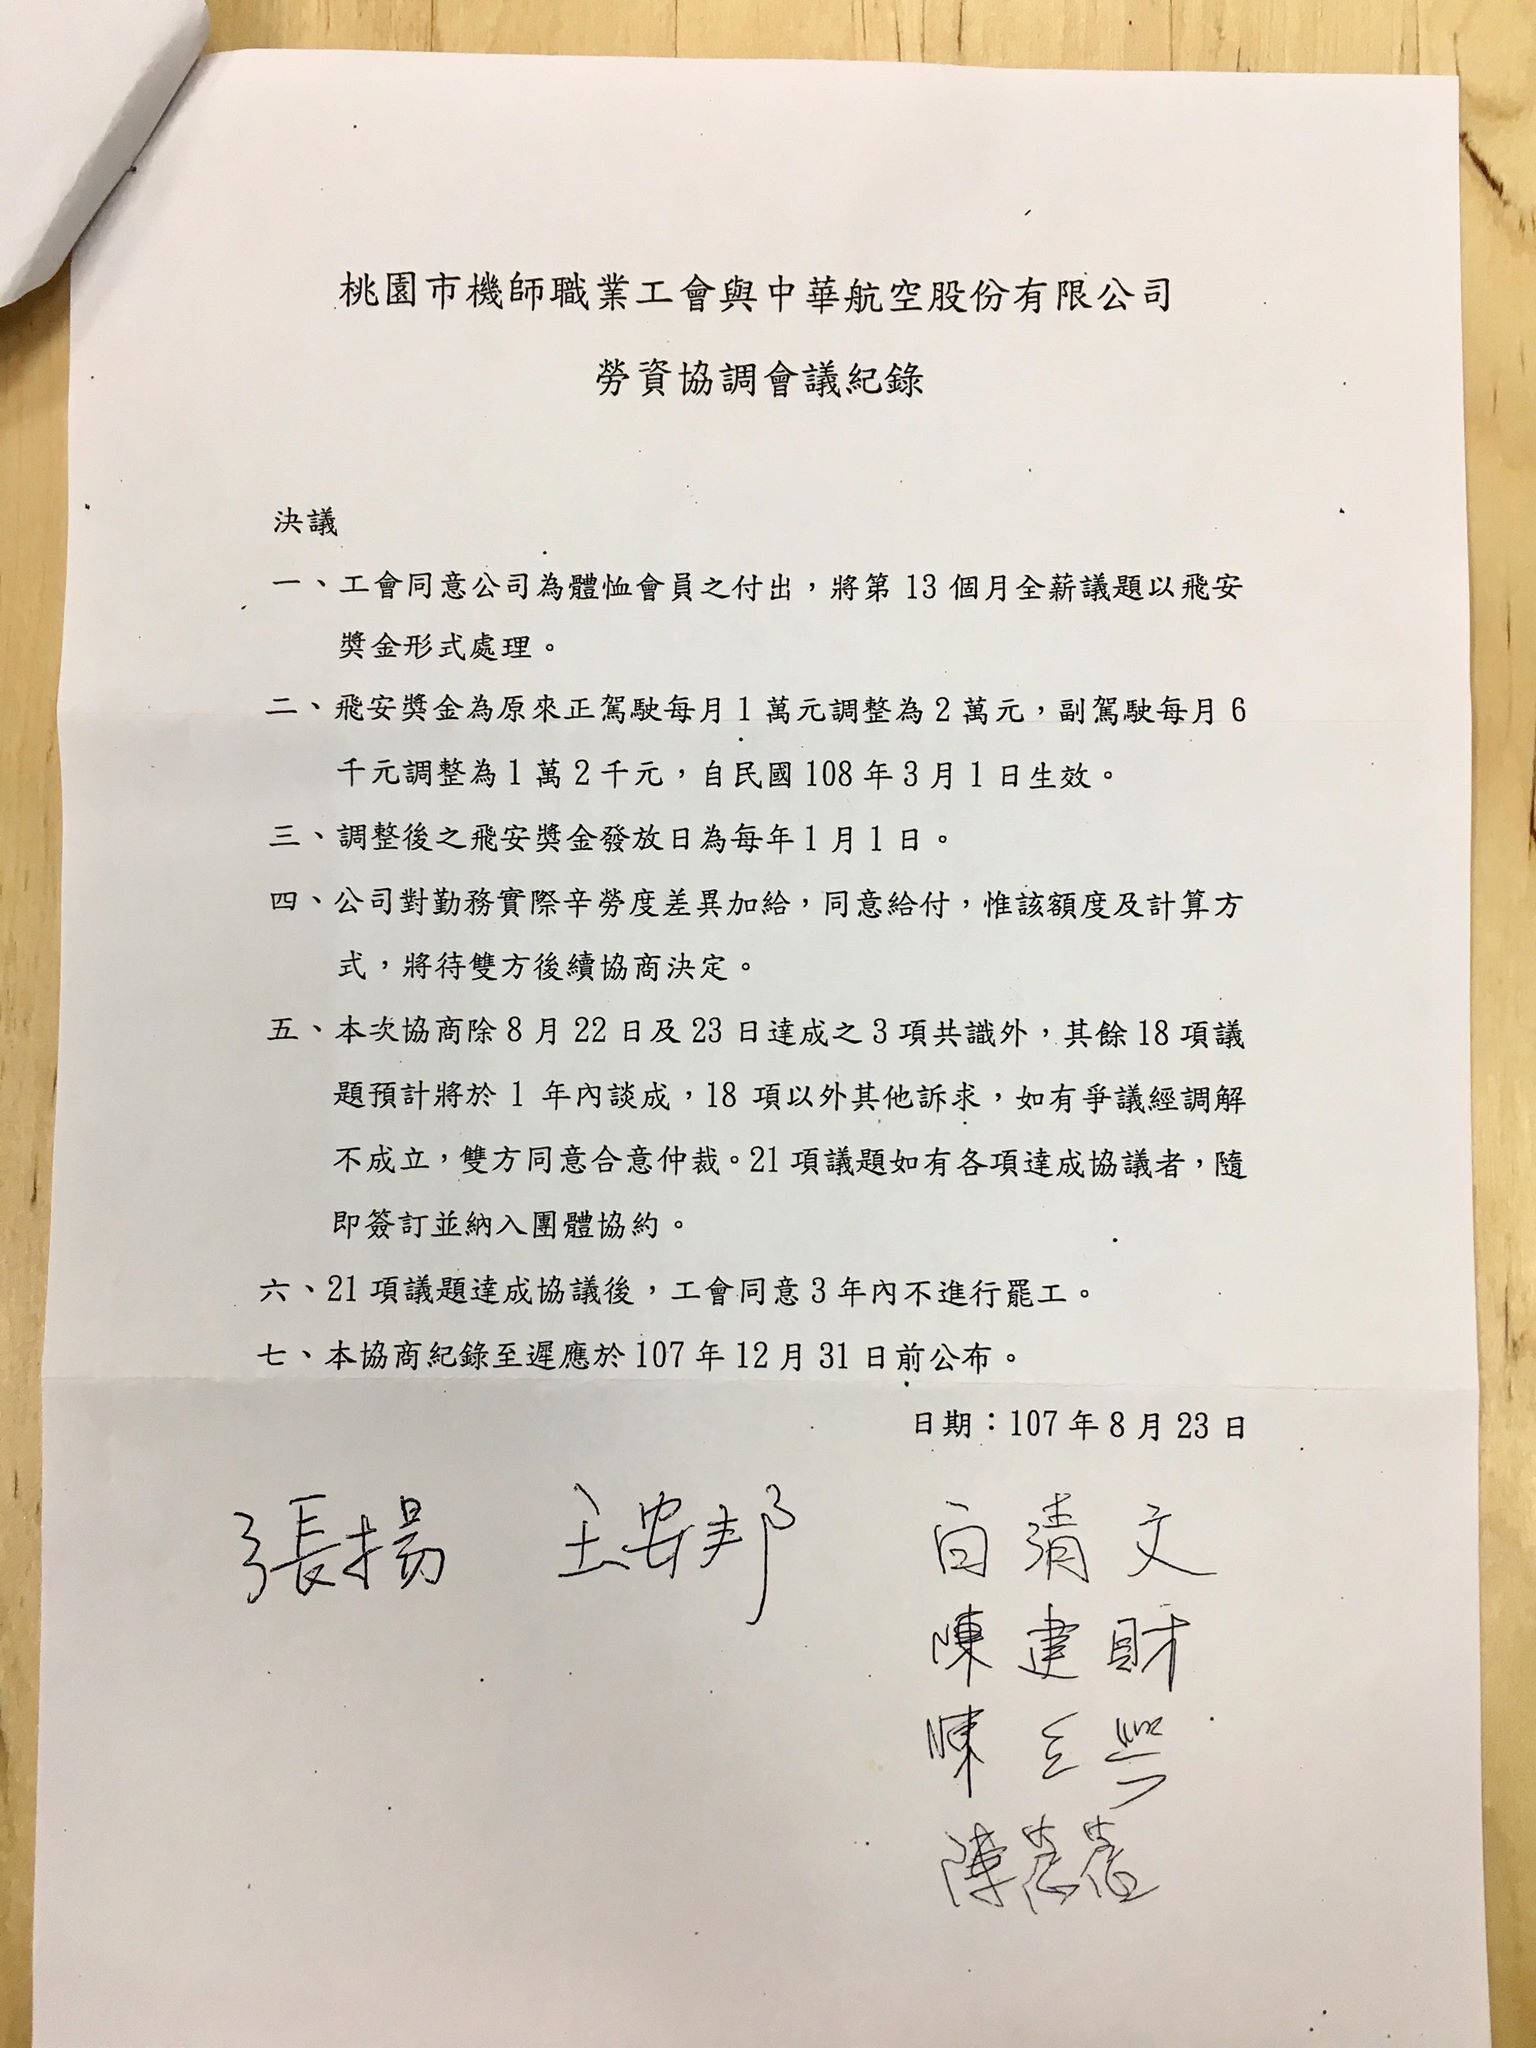 桃園市機師職業工會與中華航空股份有限公司
勞資協調會議紀錄
決議
一、工會同意公司為體恤會員之付出，將第 13 個月全薪議題以飛安
獎金形式處理。
二、飛安獎金為原來正駕駛每月 1 萬元調整為 2 萬元，副駕駛每月 6
千元調整為 1 萬 2 千元，自民國 108 年 3 月 1 日生效。
三、調整後之飛安獎金發放日為每年 1 月 1 日。
四、公司對勤務實際辛勞度差異加給，同意給付，惟該額度及計算方
式，將待雙方後續協商決定。
五、本次協商除 8 月 22 日及 23 日達成之 3 項共識外，其餘 18 項議
題預計將於 1 年內談成，18 項以外其他訴求，如有爭議經調解
不成立，雙方同意合意仲裁。21 項議題如有各項達成協議者，隨
即簽訂並納入團體協約。
六、21 項議題達成協議後，工會同意 3 年內不進行罷工。
七、本協商紀錄至遲應於 107 年 12 月 31 日前公布。
日期：107 年 8 月 23 日
張揚 王安邦 白清文
陳建財
陳
陳蓓蓓